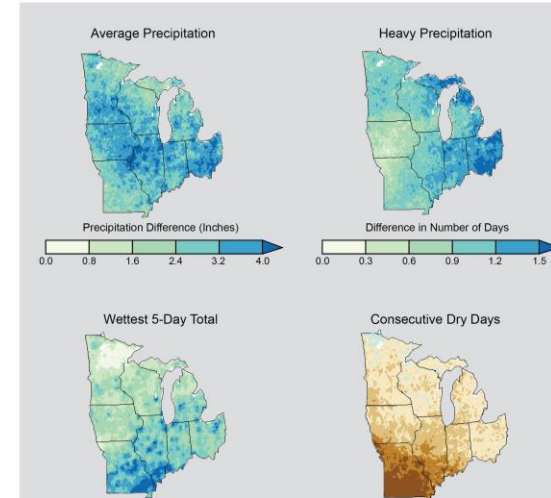 Average Precipitation
Heavy Precipitation
Precipitation Difference (Inches)
0.0 0.8 1.6 2.4 3.2 4.0
Difference in Number of Days
0.0 0.3 0.6 0.9 1.2 1.5
Wettest 5-Day Total
Consecutive Dry Days